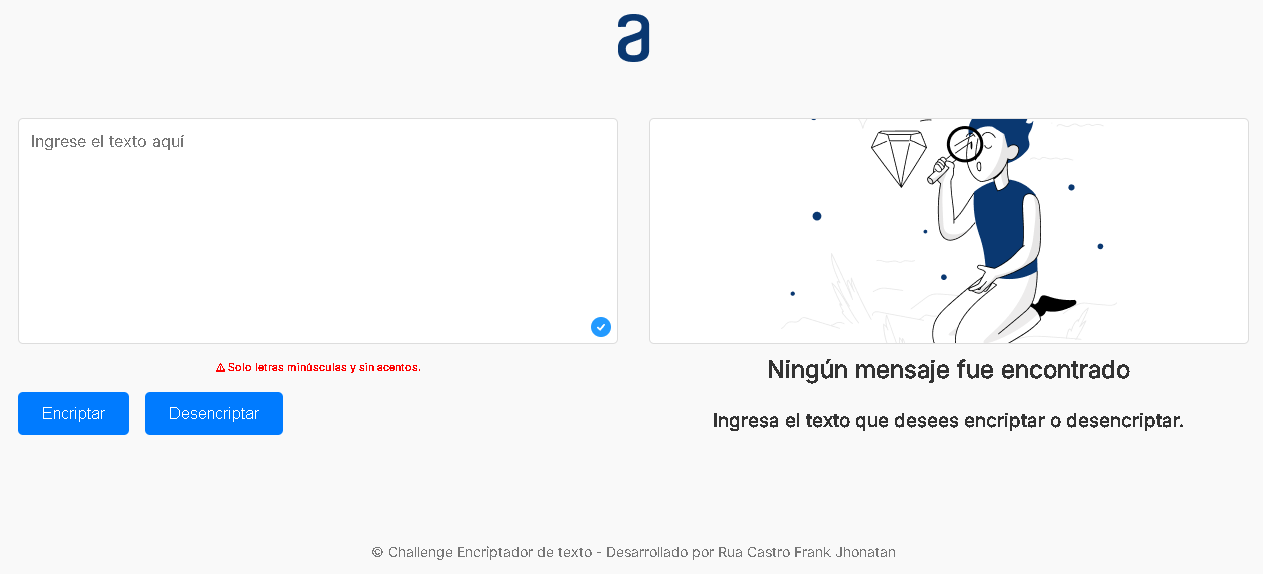 a
Ingrese el texto aquí
⚠ Solo letras minúsculas y sin acentos.
Encriptar
Desencriptar
Ningún mensaje fue encontrado
Ingresa el texto que desees encriptar o desencriptar.
© Challenge Encriptador de texto - Desarrollado por Rua Castro Frank Jhonatan